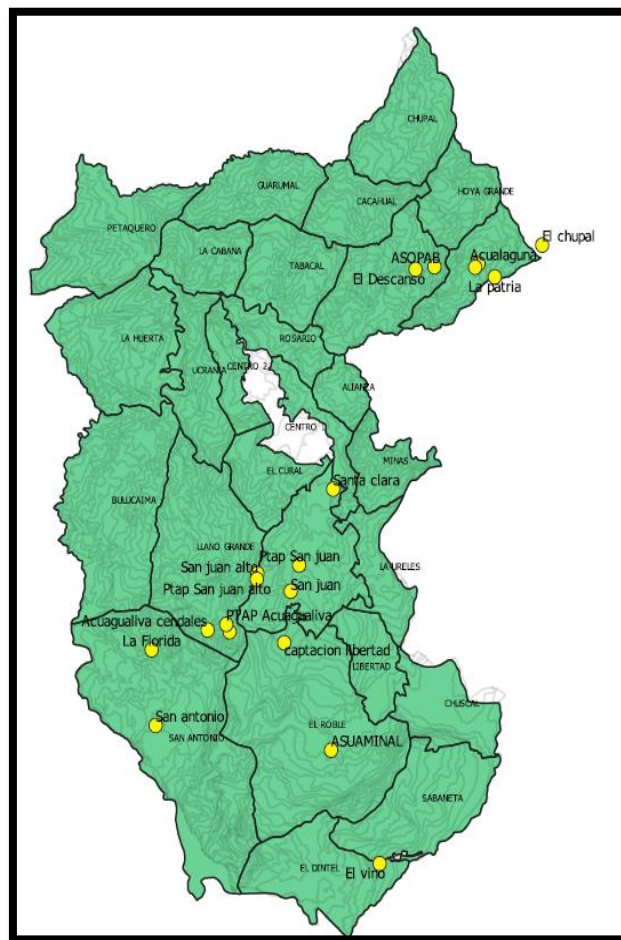 CHUPAL
GUARUMAL
CACAHUAL
HOYA GRANDE
PETAQUERO
El chupal
LA CABANA
ASOPAB
Acualaguna
TABACAL
El Descanso
La patria
LA HUERTA
ROSARIO
UCRANIA
CENTRO 2
ALIANZA
CENTRO
MINAS
EL CURAL
Santa clara
BULUCAIMA
LLANO GRANDE
Ptap San juan
San juan alto
LAURELES
Ptap San juan alto
San juan
Acuagualiva cendales
PTAP Acuagualiva
La Florida
captacion libertad
LIBERTAD
CHUSCAL
San antonio
EL ROBLE
SAN ANTONIO
ASUAMINAL
SABANETA
EL DINTEL
El vino